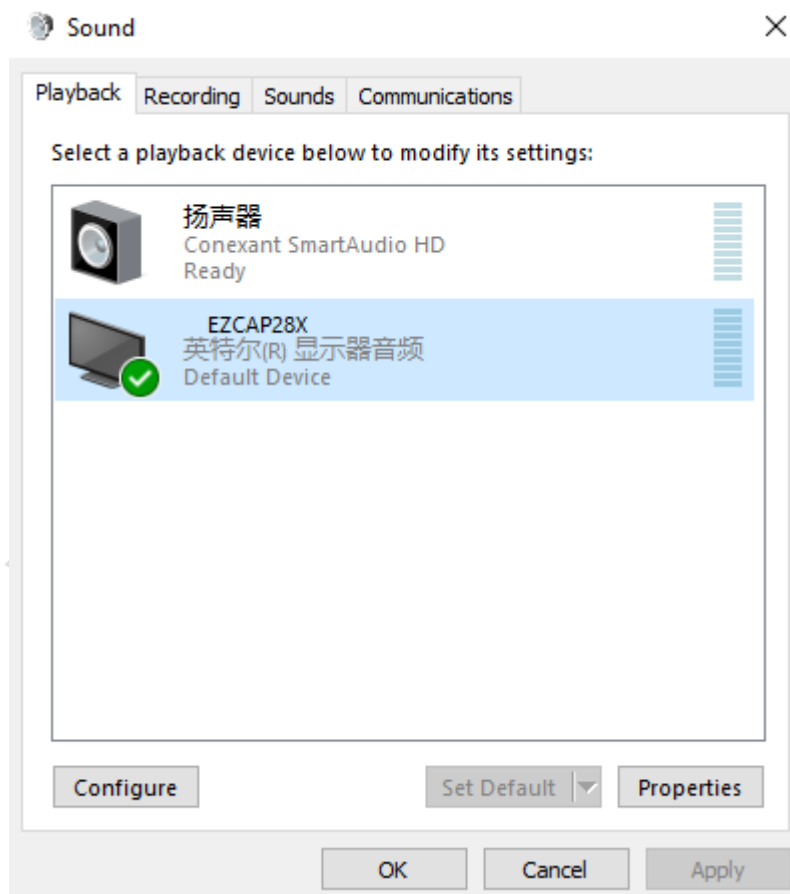 Sound
Playback Recording Sounds Communications
Select a playback device below to modify its settings:
扬声器
Conexant SmartAudio HD
Ready
EZCAP28X
英特尔(R) 显示器音频
Default Device
Configure Set Default Properties
OK Cancel Apply